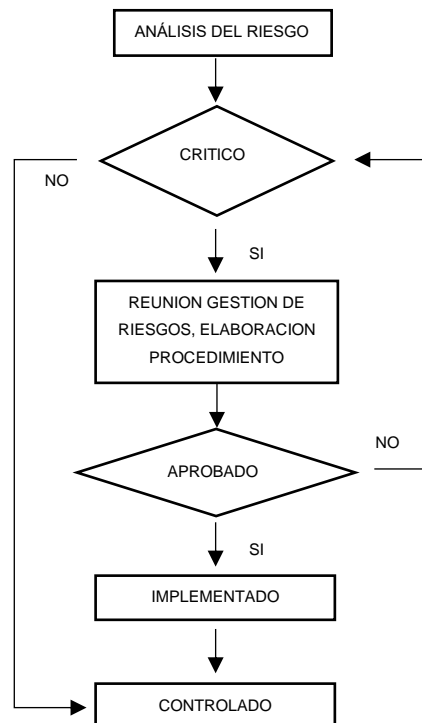 ANÁLISIS DEL RIESGO
CRITICO
NO
SI
REUNION GESTION DE
RIESGOS, ELABORACION
PROCEDIMIENTO
NO
APROBADO
SI
IMPLEMENTADO
CONTROLADO